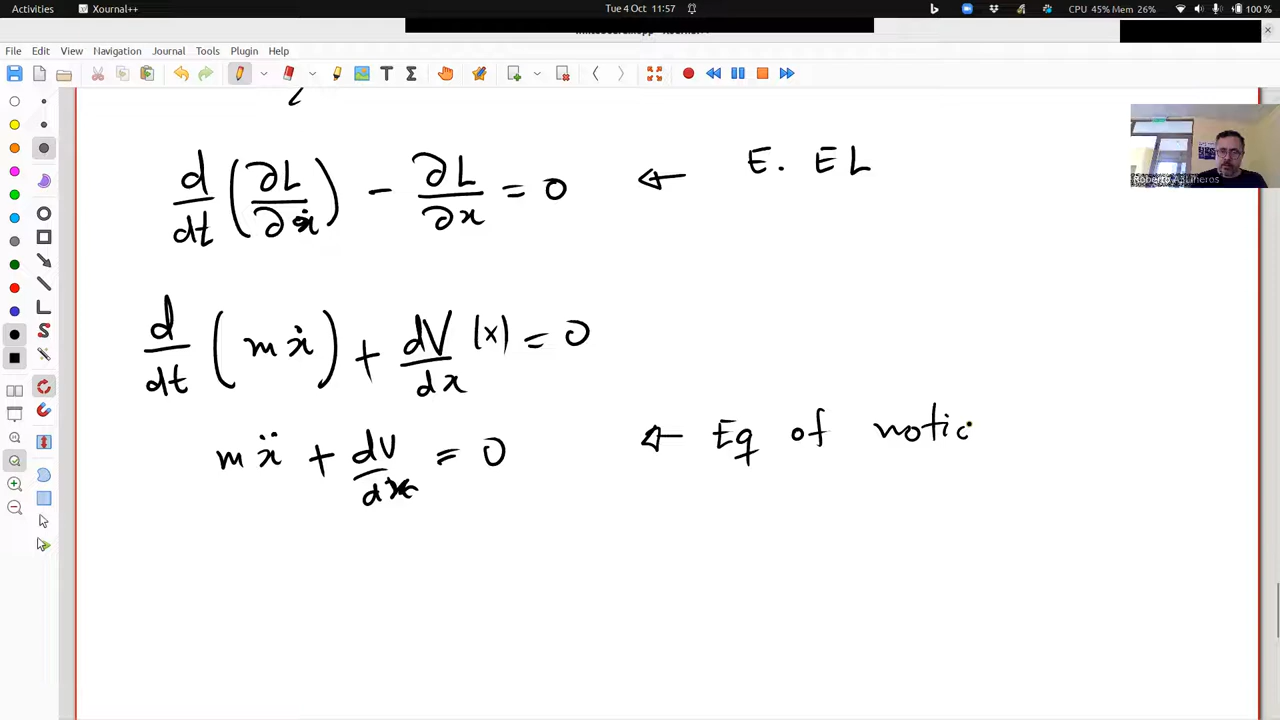 Activities Xournal++ Tue 4 Oct 11:57 CPU 45% Mem 26% 100 %
File Edit View Navigation Journal Tools Plugin Help
d/dt (∂L/∂ẋ) - ∂L/∂x = 0 ← E. EL
d/dt (mẋ) + dV/dx (x) = 0
mẍ + dV/dx = 0 ← Eq of motio